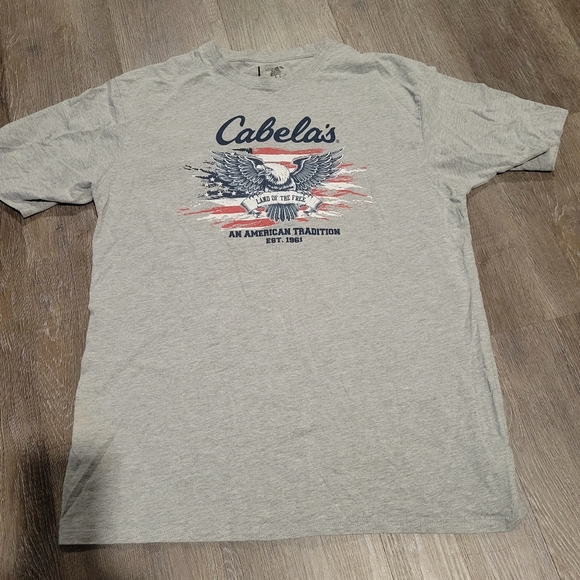 Cabela's®
LAND OF THE FREE
AN AMERICAN TRADITION
EST. 1961